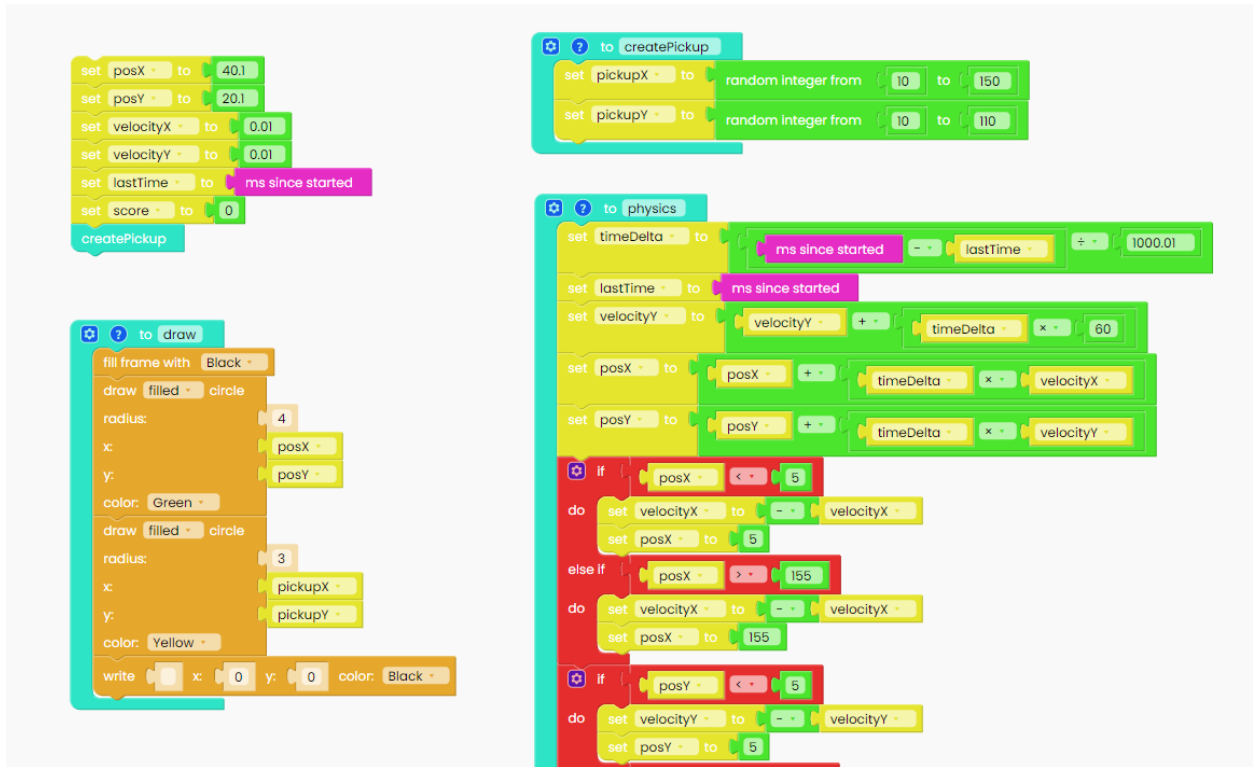 set posX to 40.1
set posY to 20.1
set velocityX to 0.01
set velocityY to 0.01
set lastTime to ms since started
set score to 0
createPickup
to draw
fill frame with Black
draw filled circle
radius: 4
x: posX
y: posY
color: Green
draw filled circle
radius: 3
x: pickupX
y: pickupY
color: Yellow
write x: 0 y: 0 color: Black
? to createPickup
set pickupX to random integer from 10 to 150
set pickupY to random integer from 10 to 110
? to physics
set timeDelta to ms since started - lastTime ÷ 1000.01
set lastTime to ms since started
set velocityY to velocityY + timeDelta × 60
set posX to posX + timeDelta × velocityX
set posY to posY + timeDelta × velocityY
if posX < 5
do set velocityX to - velocityX
set posX to 5
else if posX > 155
do set velocityX to - velocityX
set posX to 155
if posY < 5
do set velocityY to - velocityY
set posY to 5